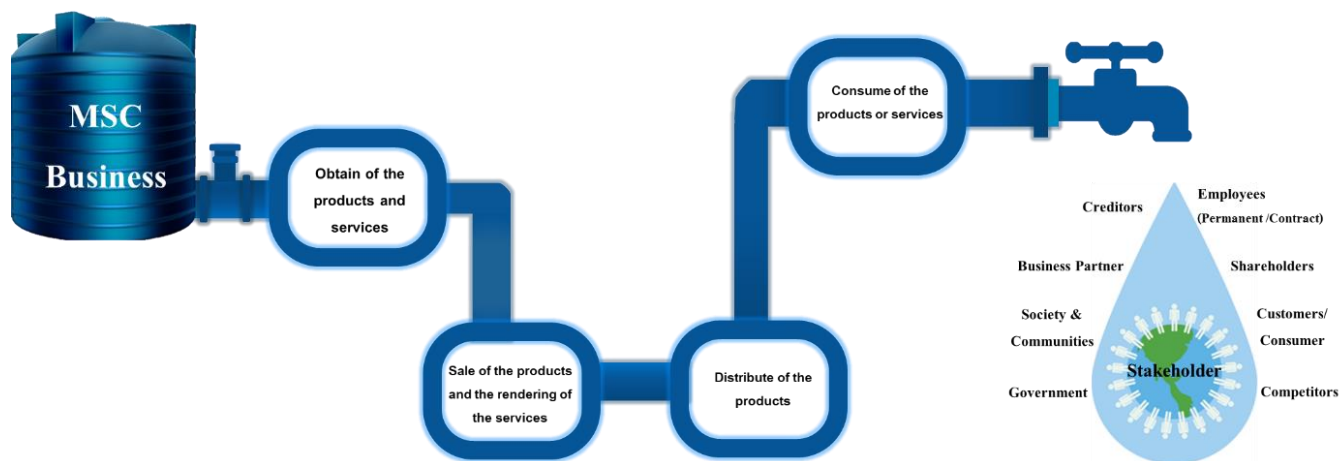 MSC
Business
Obtain of the
products and
services
Sale of the products
and the rendering of
the services
Distribute of the
products
Consume of the
products or services
Creditors
Employees
(Permanent /Contract)
Business Partner
Shareholders
Society &
Communities
Customers/
Consumer
Stakeholder
Government
Competitors